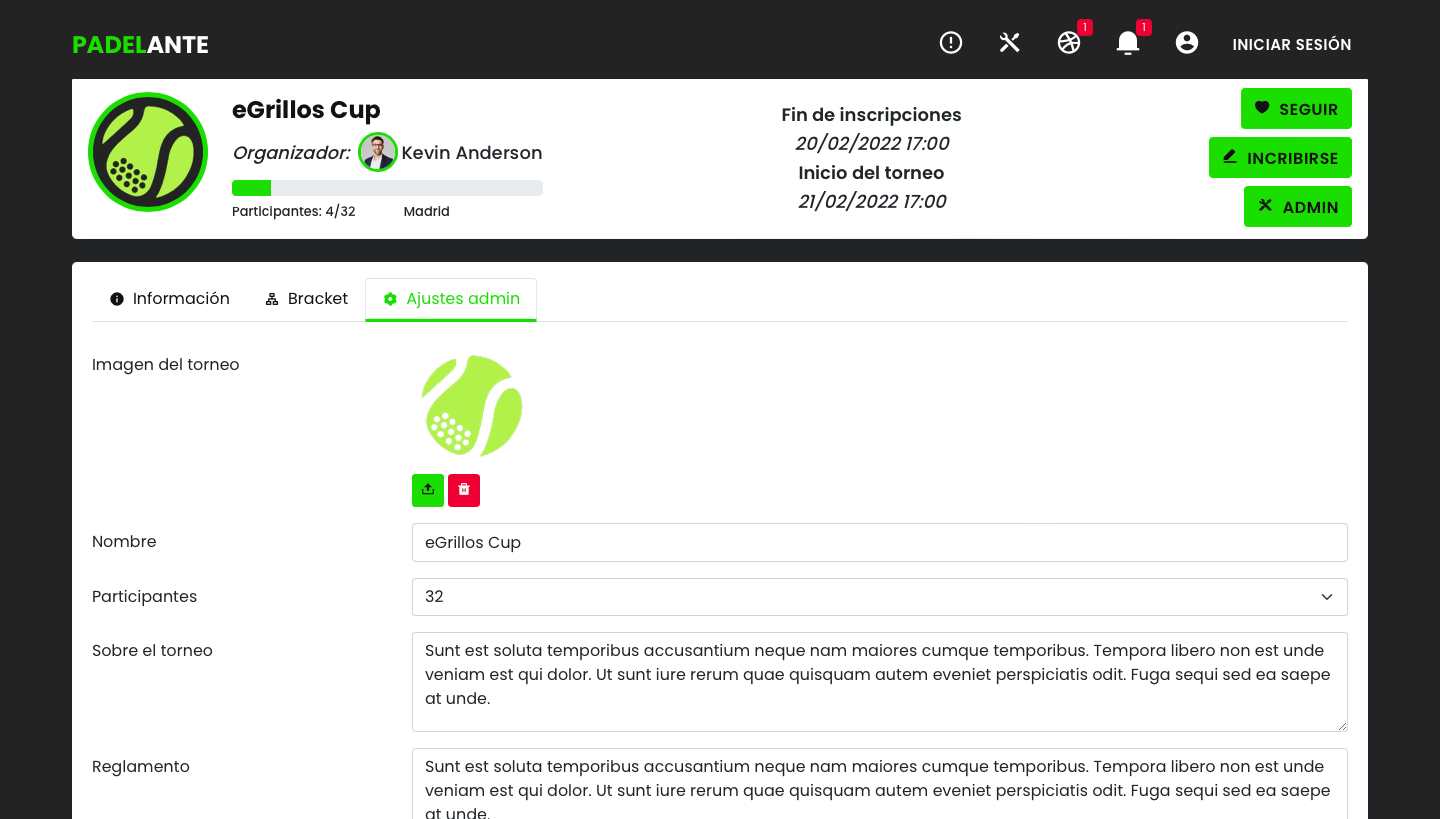 PADELANTE
1
1
INICIAR SESIÓN
eGrillos Cup
Organizador: Kevin Anderson
Participantes: 4/32
Madrid
Fin de inscripciones
20/02/2022 17:00
Inicio del torneo
21/02/2022 17:00
SEGUIR
INCRIBIRSE
ADMIN
Información
Bracket
Ajustes admin
Imagen del torneo
Nombre
eGrillos Cup
Participantes
32
Sobre el torneo
Sunt est soluta temporibus accusantium neque nam maiores cumque temporibus. Tempora libero non est unde
veniam est qui dolor. Ut sunt iure rerum quae quisquam autem eveniet perspiciatis odit. Fuga sequi sed ea saepe
at unde.
Reglamento
Sunt est soluta temporibus accusantium neque nam maiores cumque temporibus. Tempora libero non est unde
veniam est qui dolor. Ut sunt iure rerum quae quisquam autem eveniet perspiciatis odit. Fuga sequi sed ea saepe
at unde.